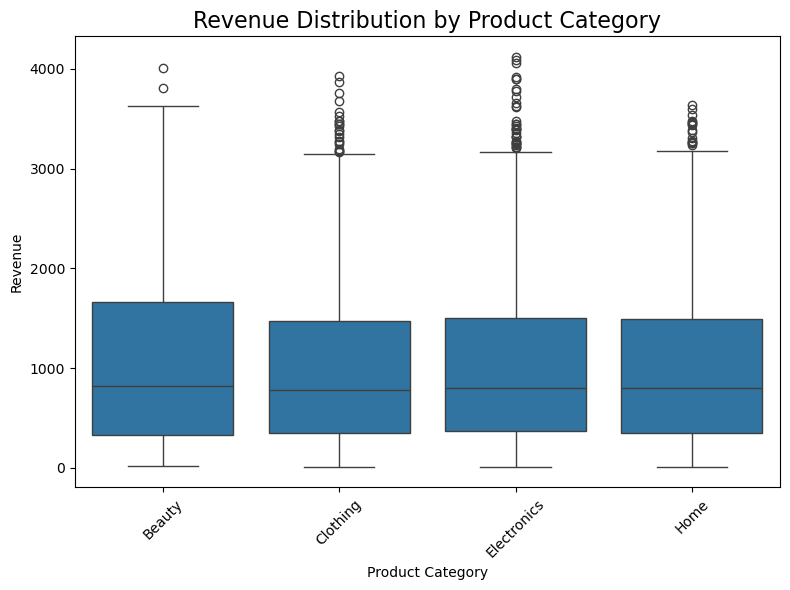 Revenue Distribution by Product Category
4000
3000
2000
1000
0
Revenue
Beauty
Clothing
Electronics
Home
Product Category